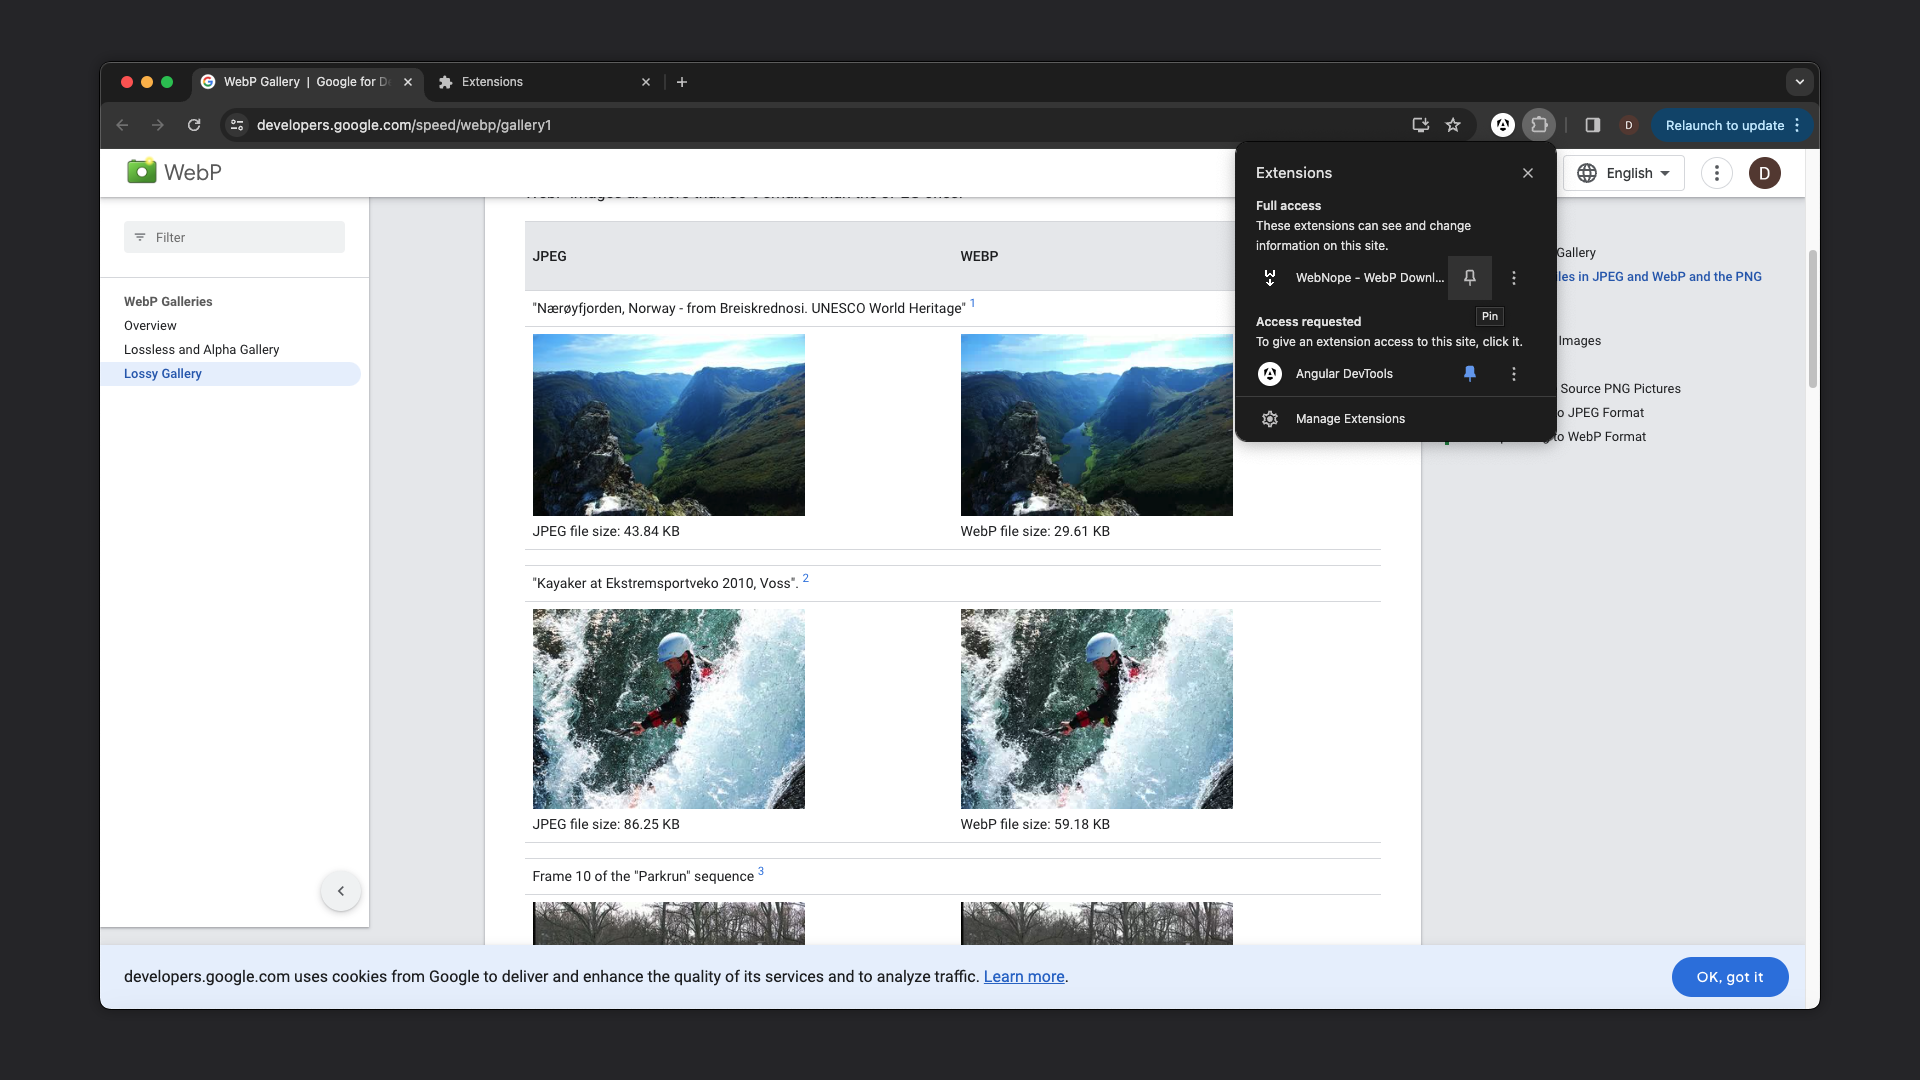 WebP Gallery | Google for D
Extensions
developers.google.com/speed/webp/gallery1
D
Relaunch to update
WebP
English
D
Filter
WebP Galleries
Overview
Lossless and Alpha Gallery
Lossy Gallery
JPEG
WEBP
"Nærøyfjorden, Norway - from Breiskrednosi. UNESCO World Heritage" 1
JPEG file size: 43.84 KB
WebP file size: 29.61 KB
"Kayaker at Ekstremsportveko 2010, Voss". 2
JPEG file size: 86.25 KB
WebP file size: 59.18 KB
Frame 10 of the "Parkrun" sequence 3
Extensions
Full access
These extensions can see and change
information on this site.
WebNope - WebP Downl...
Pin
Access requested
To give an extension access to this site, click it.
Angular DevTools
Manage Extensions
Gallery
in JPEG and WebP and the PNG
Images
Source PNG Pictures
JPEG Format
to WebP Format
developers.google.com uses cookies from Google to deliver and enhance the quality of its services and to analyze traffic. Learn more.
OK, got it